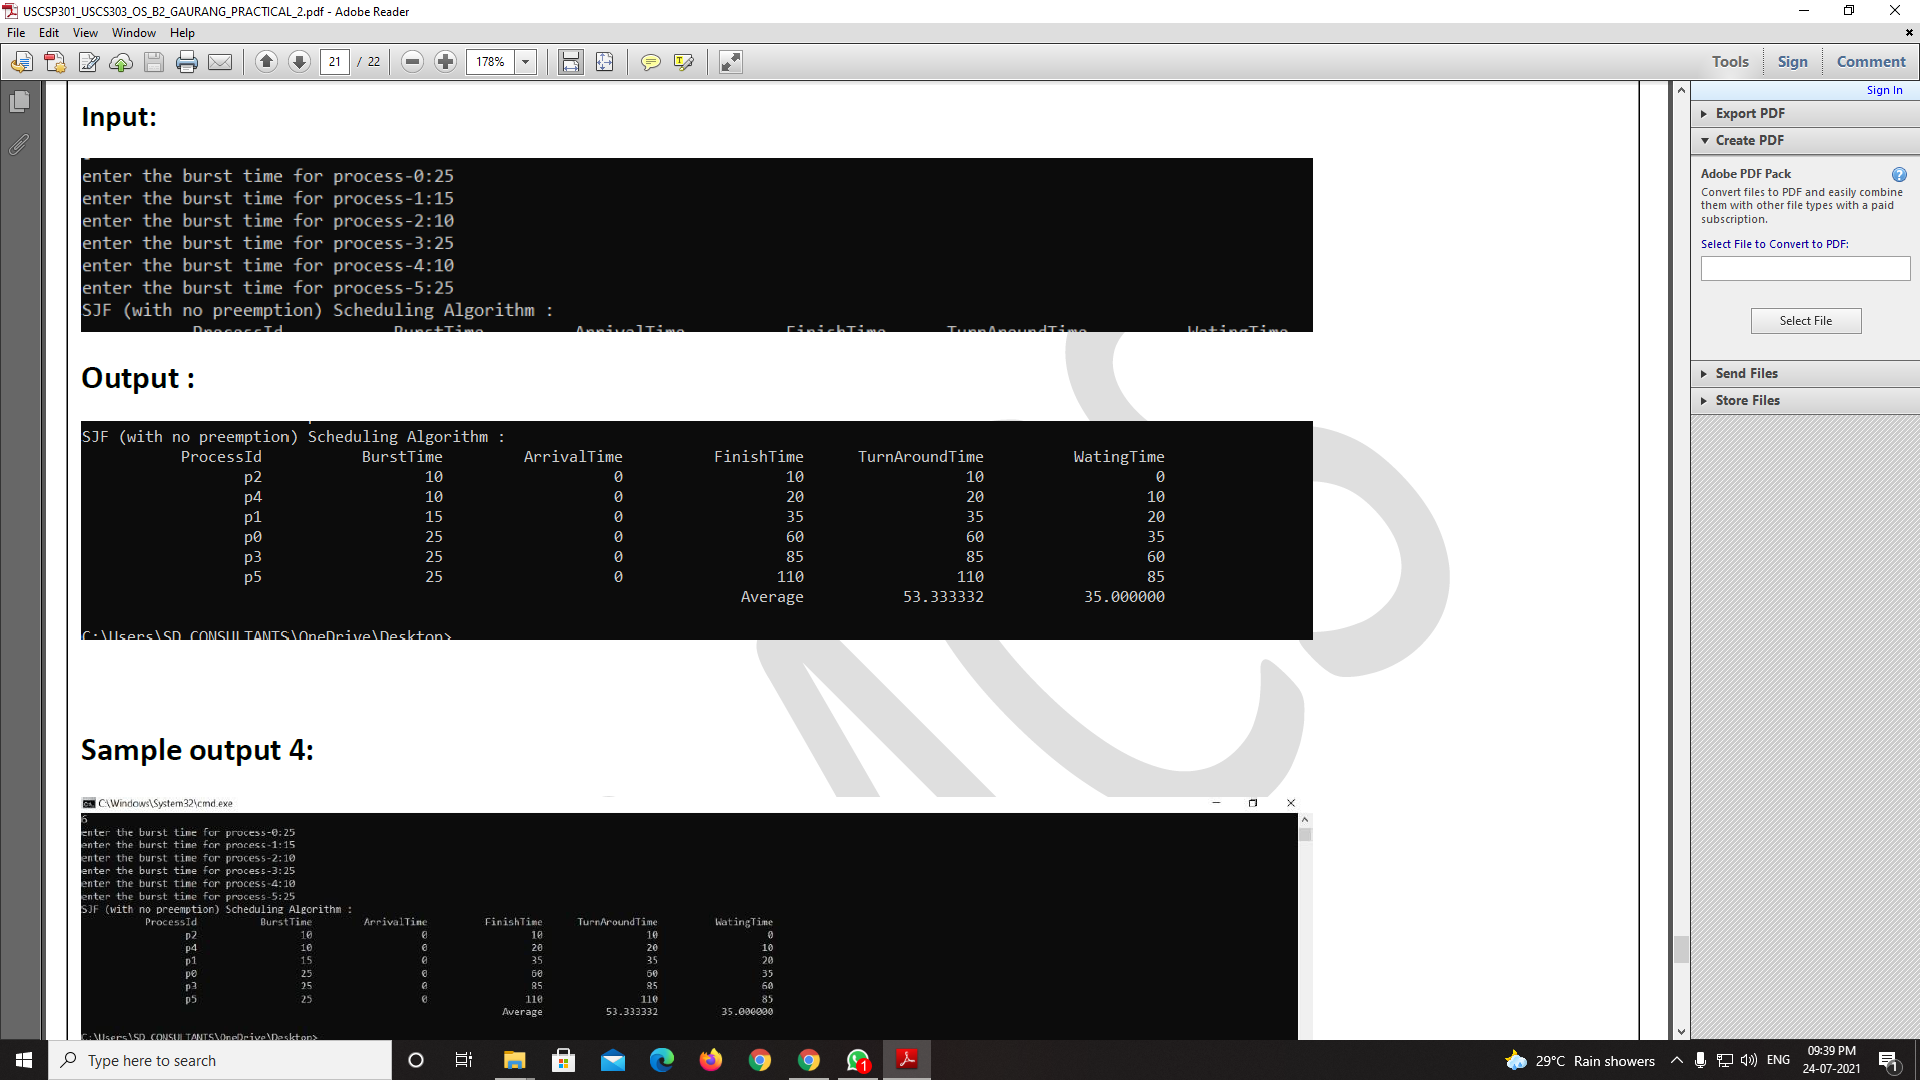 USCSP301_USCS303_OS_B2_GAURANG_PRACTICAL_2.pdf - Adobe Reader
File Edit View Window Help
21 / 22 178% Tools Sign Comment
Sign In
Export PDF
Create PDF
Adobe PDF Pack
Convert files to PDF and easily combine
them with other file types with a paid
subscription.
Select File to Convert to PDF:
Select File
Send Files
Store Files
Input:
enter the burst time for process-0:25
enter the burst time for process-1:15
enter the burst time for process-2:10
enter the burst time for process-3:25
enter the burst time for process-4:10
enter the burst time for process-5:25
SJF (with no preemption) Scheduling Algorithm :
ProcessId BurstTime ArrivalTime FinishTime TurnAroundTime WatingTime
Output :
SJF (with no preemption) Scheduling Algorithm :
ProcessId BurstTime ArrivalTime FinishTime TurnAroundTime WatingTime
p2 10 0 10 10 0
p4 10 0 20 20 10
p1 15 0 35 35 20
p0 25 0 60 60 35
p3 25 0 85 85 60
p5 25 0 110 110 85
Average 53.333332 35.000000
C:\Users\SD CONSULTANTS\OneDrive\Desktop>
Sample output 4:
C:\Windows\System32\cmd.exe
6
enter the burst time for process-0:25
enter the burst time for process-1:15
enter the burst time for process-2:10
enter the burst time for process-3:25
enter the burst time for process-4:10
enter the burst time for process-5:25
SJF (with no preemption) Scheduling Algorithm :
ProcessId BurstTime ArrivalTime FinishTime TurnAroundTime WatingTime
p2 10 0 10 10 0
p4 10 0 20 20 10
p1 15 0 35 35 20
p0 25 0 60 60 35
p3 25 0 85 85 60
p5 25 0 110 110 85
Average 53.333332 35.000000
C:\Users\SD CONSULTANTS\OneDrive\Desktop>
Type here to search
1
29°C Rain showers ENG
09:39 PM
24-07-2021
1